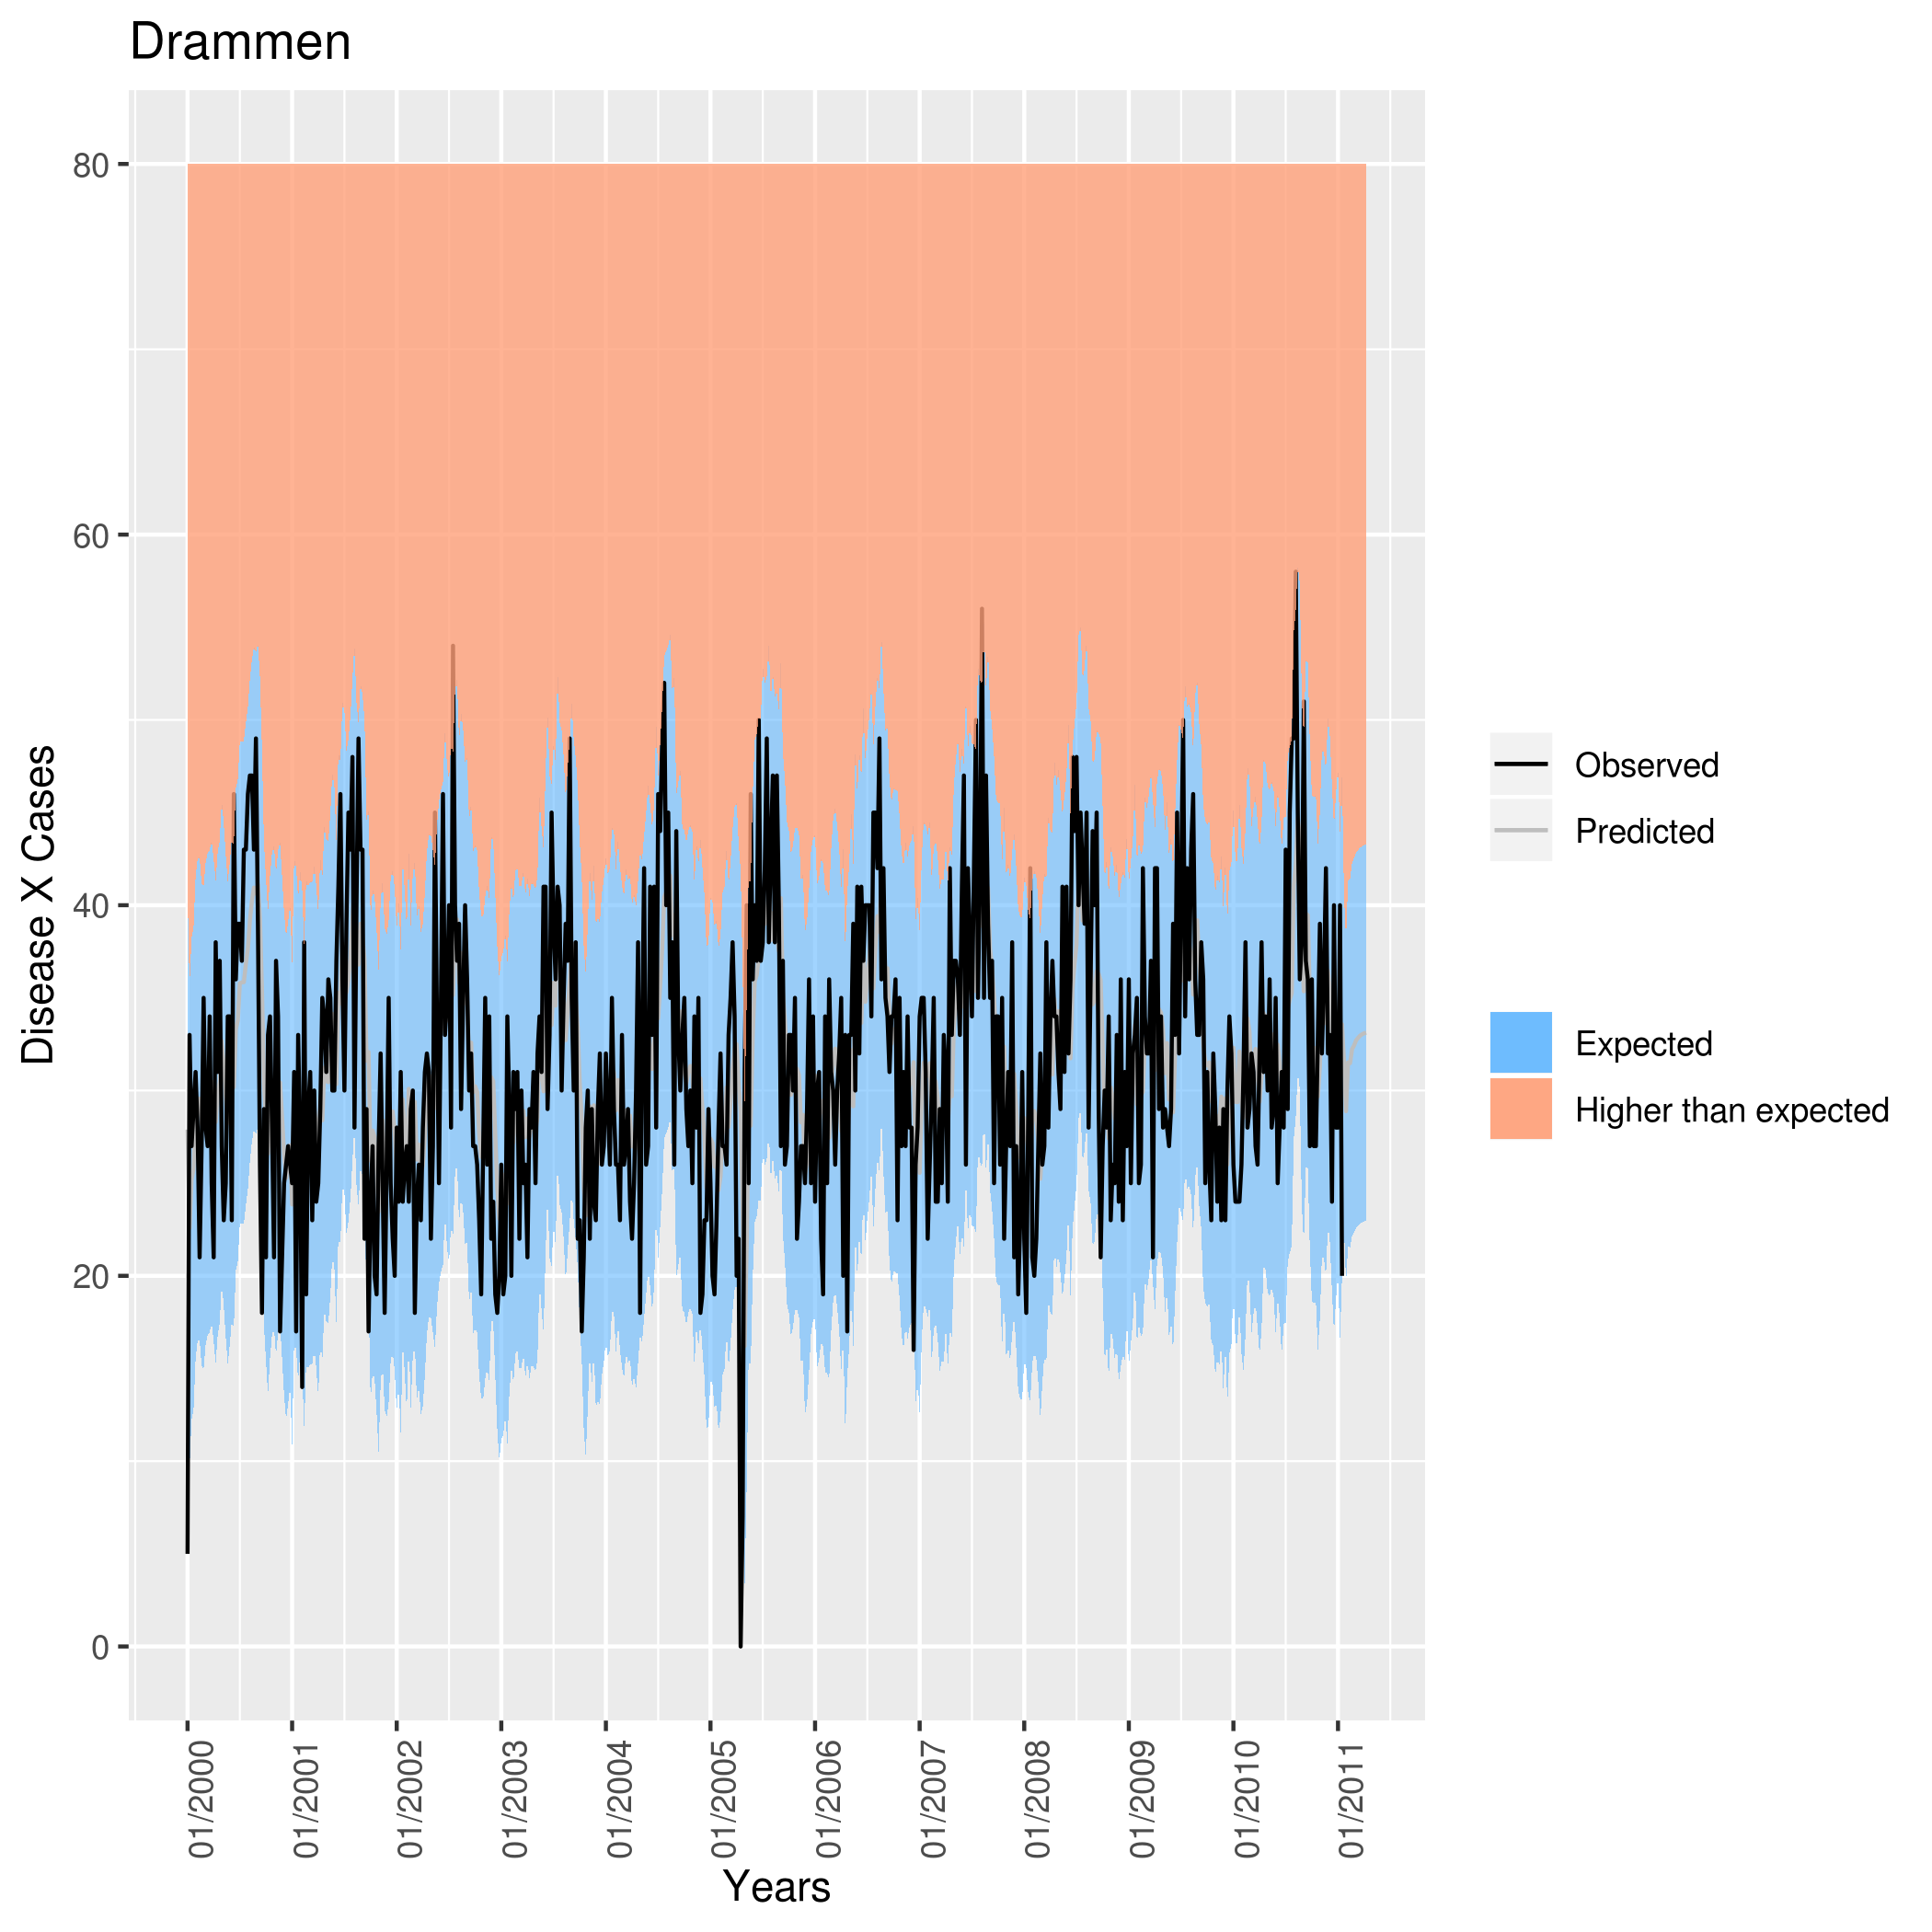 Drammen
80
60
40
20
0
Disease X Cases
01/2000
01/2001
01/2002
01/2003
01/2004
01/2005
01/2006
01/2007
01/2008
01/2009
01/2010
01/2011
Years
Observed
Predicted
Expected
Higher than expected